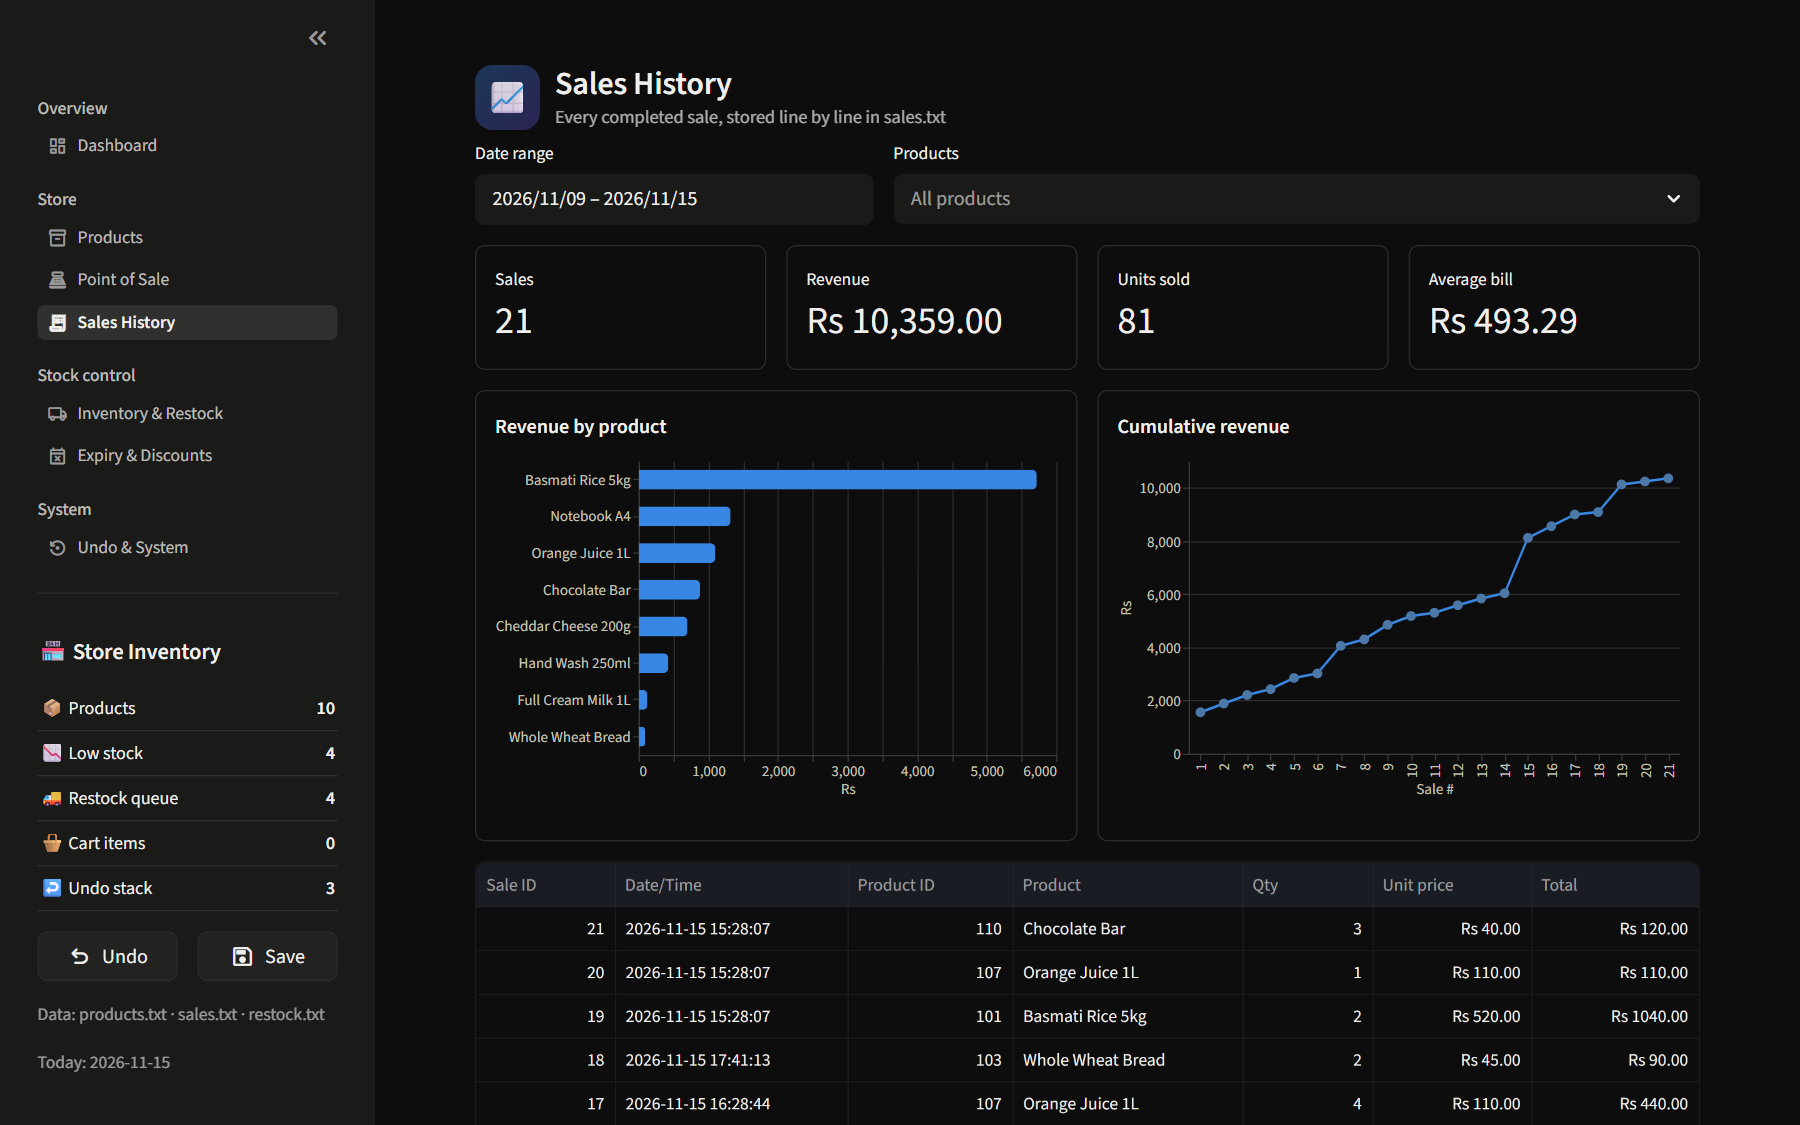 Overview
Dashboard
Store
Products
Point of Sale
Sales History
Stock control
Inventory & Restock
Expiry & Discounts
System
Undo & System
Store Inventory
Products 10
Low stock 4
Restock queue 4
Cart items 0
Undo stack 3
Undo Save
Data: products.txt · sales.txt · restock.txt
Today: 2026-11-15
Sales History
Every completed sale, stored line by line in sales.txt
Date range Products
2026/11/09 – 2026/11/15 All products
Sales Revenue Units sold Average bill
21 Rs 10,359.00 81 Rs 493.29
Revenue by product
Basmati Rice 5kg
Notebook A4
Orange Juice 1L
Chocolate Bar
Cheddar Cheese 200g
Hand Wash 250ml
Full Cream Milk 1L
Whole Wheat Bread
0 1,000 2,000 3,000 4,000 5,000 6,000
Rs
Cumulative revenue
10,000
8,000
6,000
4,000
2,000
0
Rs
1 2 3 4 5 6 7 8 9 10 11 12 13 14 15 16 17 18 19 20 21
Sale #
Sale ID Date/Time Product ID Product Qty Unit price Total
21 2026-11-15 15:28:07 110 Chocolate Bar 3 Rs 40.00 Rs 120.00
20 2026-11-15 15:28:07 107 Orange Juice 1L 1 Rs 110.00 Rs 110.00
19 2026-11-15 15:28:07 101 Basmati Rice 5kg 2 Rs 520.00 Rs 1040.00
18 2026-11-15 17:41:13 103 Whole Wheat Bread 2 Rs 45.00 Rs 90.00
17 2026-11-15 16:28:44 107 Orange Juice 1L 4 Rs 110.00 Rs 440.00